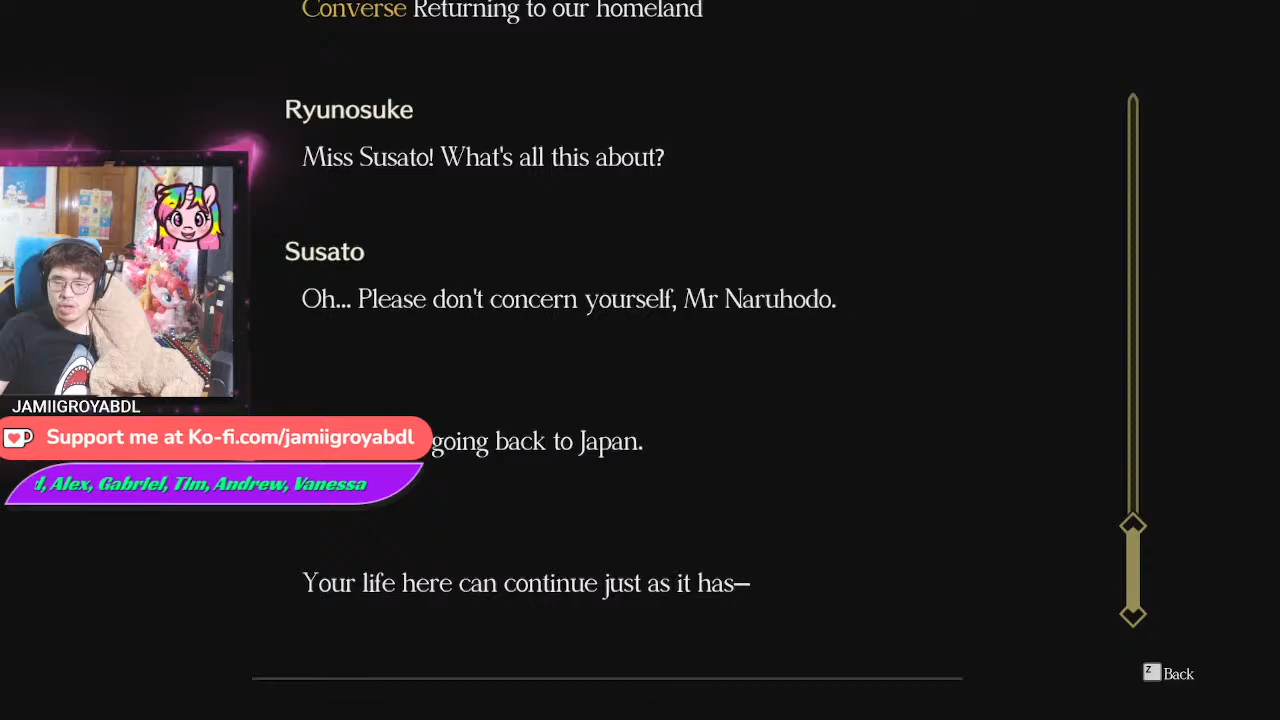 Converse Returning to our homeland
Ryunosuke
Miss Susato! What's all this about?
Susato
Oh... Please don't concern yourself, Mr Naruhodo.
JAMIIGROYABDL
Support me at Ko-fi.com/jamiigroyabdl
going back to Japan.
Alex, Gabriel, Tim, Andrew, Vanessa
Your life here can continue just as it has—
Z Back